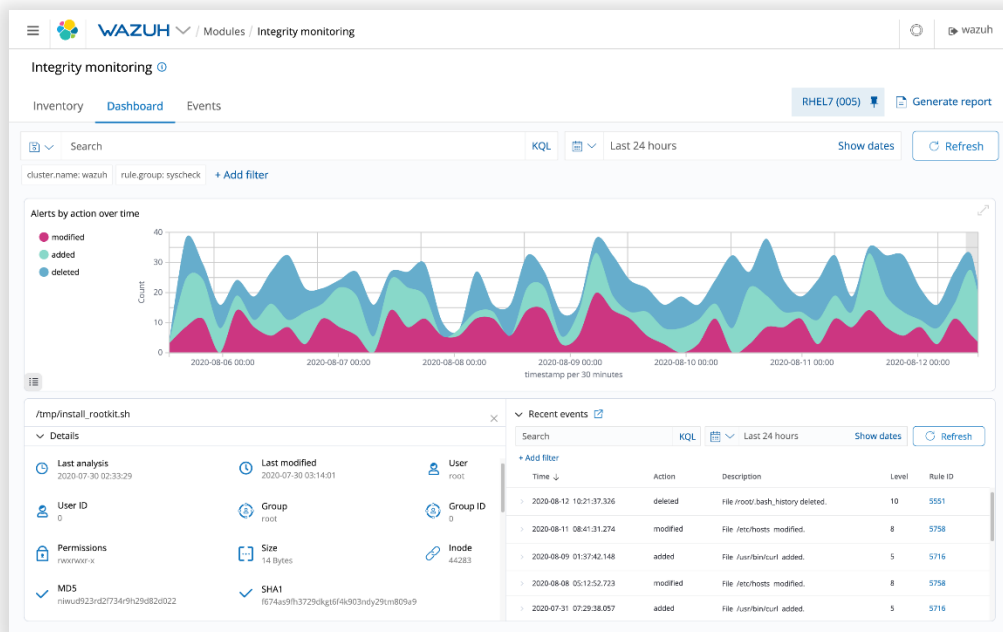 WAZUH / Modules / Integrity monitoring wazuh
Integrity monitoring
Inventory Dashboard Events RHEL7 (005) Generate report
Search KQL Last 24 hours Show dates Refresh
cluster.name: wazuh rule.group: syscheck + Add filter
Alerts by action over time
modified
added
deleted
Count
40
30
20
10
0
2020-08-06 00:00 2020-08-07 00:00 2020-08-08 00:00 2020-08-09 00:00 2020-08-10 00:00 2020-08-11 00:00 2020-08-12 00:00
timestamp per 30 minutes
/tmp/install_rootkit.sh
Details
Last analysis
2020-07-30 02:33:29
Last modified
2020-07-30 03:14:01
User
root
User ID
0
Group
root
Group ID
0
Permissions
rwxrwxr-x
Size
14 Bytes
Inode
44283
MD5
niwud923rd2f734r9h29d82d022
SHA1
f674as9fh3729dkgt6f4k903ndy29tm809a9
Recent events
Search KQL Last 24 hours Show dates Refresh
+ Add filter
Time Action Description Level Rule ID
2020-08-12 10:21:37.326 deleted File /root/.bash_history deleted. 10 5551
2020-08-11 08:41:31.274 modified File /etc/hosts modified. 8 5758
2020-08-09 01:37:42.148 added File /usr/bin/curl added. 5 5716
2020-08-08 05:12:52.723 modified File /etc/hosts modified. 8 5758
2020-07-31 07:29:38.057 added File /usr/bin/curl added. 5 5716